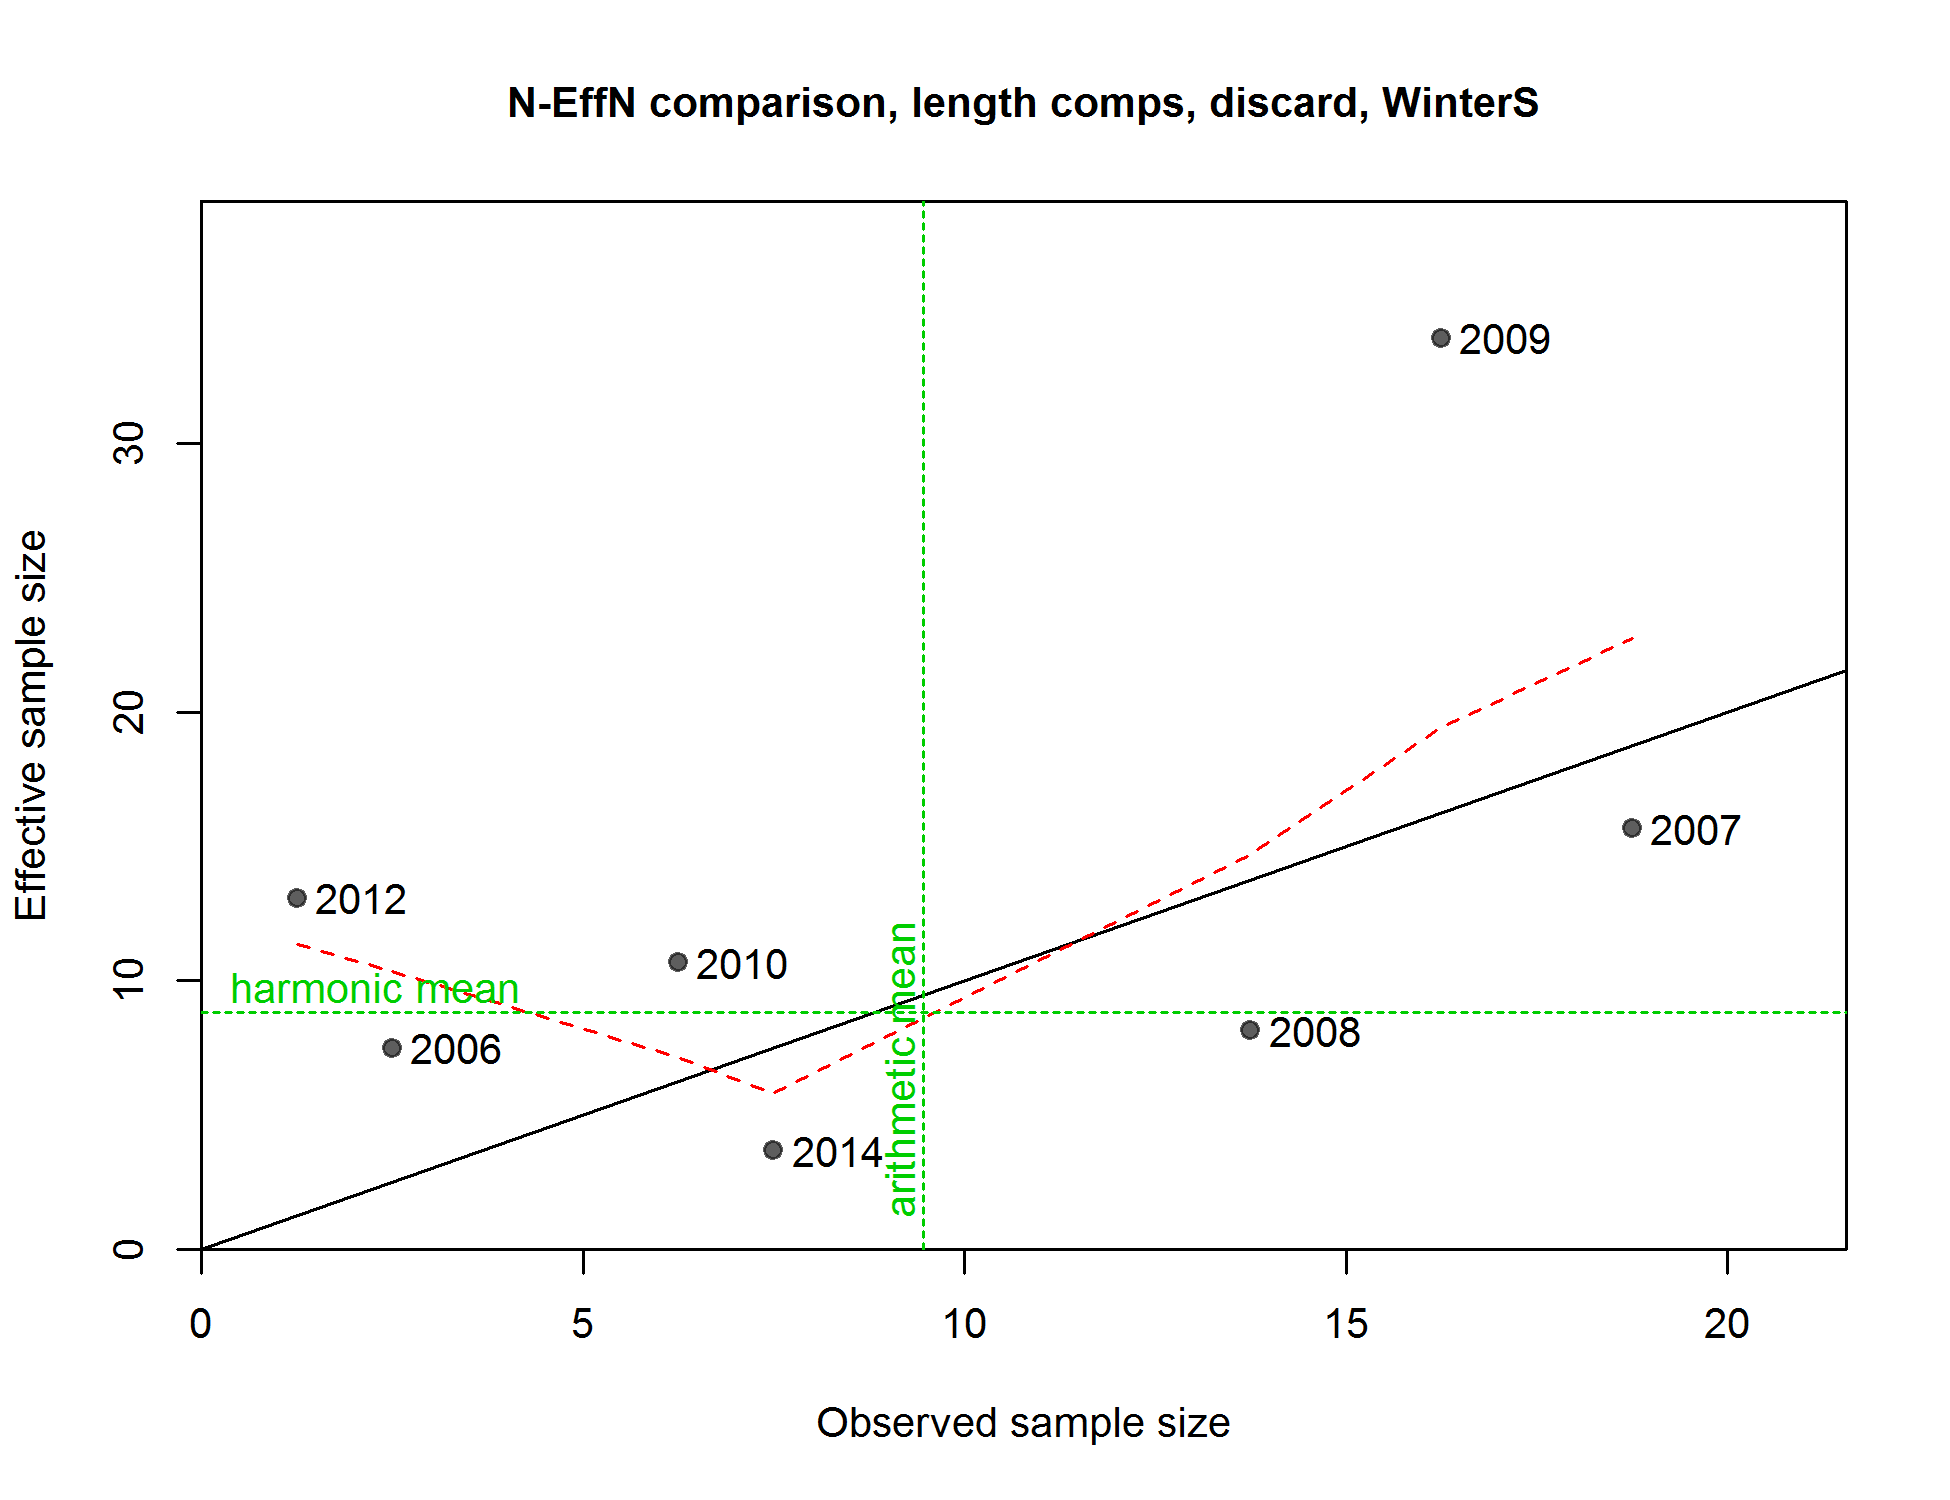 N-EffN comparison, length comps, discard, WinterS
Effective sample size
30
20
10
0
2009
2007
2012
2010
harmonic mean
arithmetic mean
2006
2008
2014
0 5 10 15 20
Observed sample size